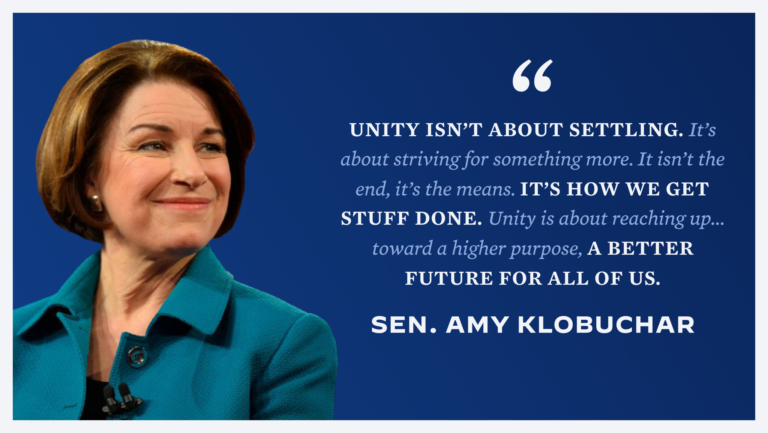 “
UNITY ISN’T ABOUT SETTLING. It’s
about striving for something more. It isn’t the
end, it’s the means. IT’S HOW WE GET
STUFF DONE. Unity is about reaching up...
toward a higher purpose, A BETTER
FUTURE FOR ALL OF US.
SEN. AMY KLOBUCHAR